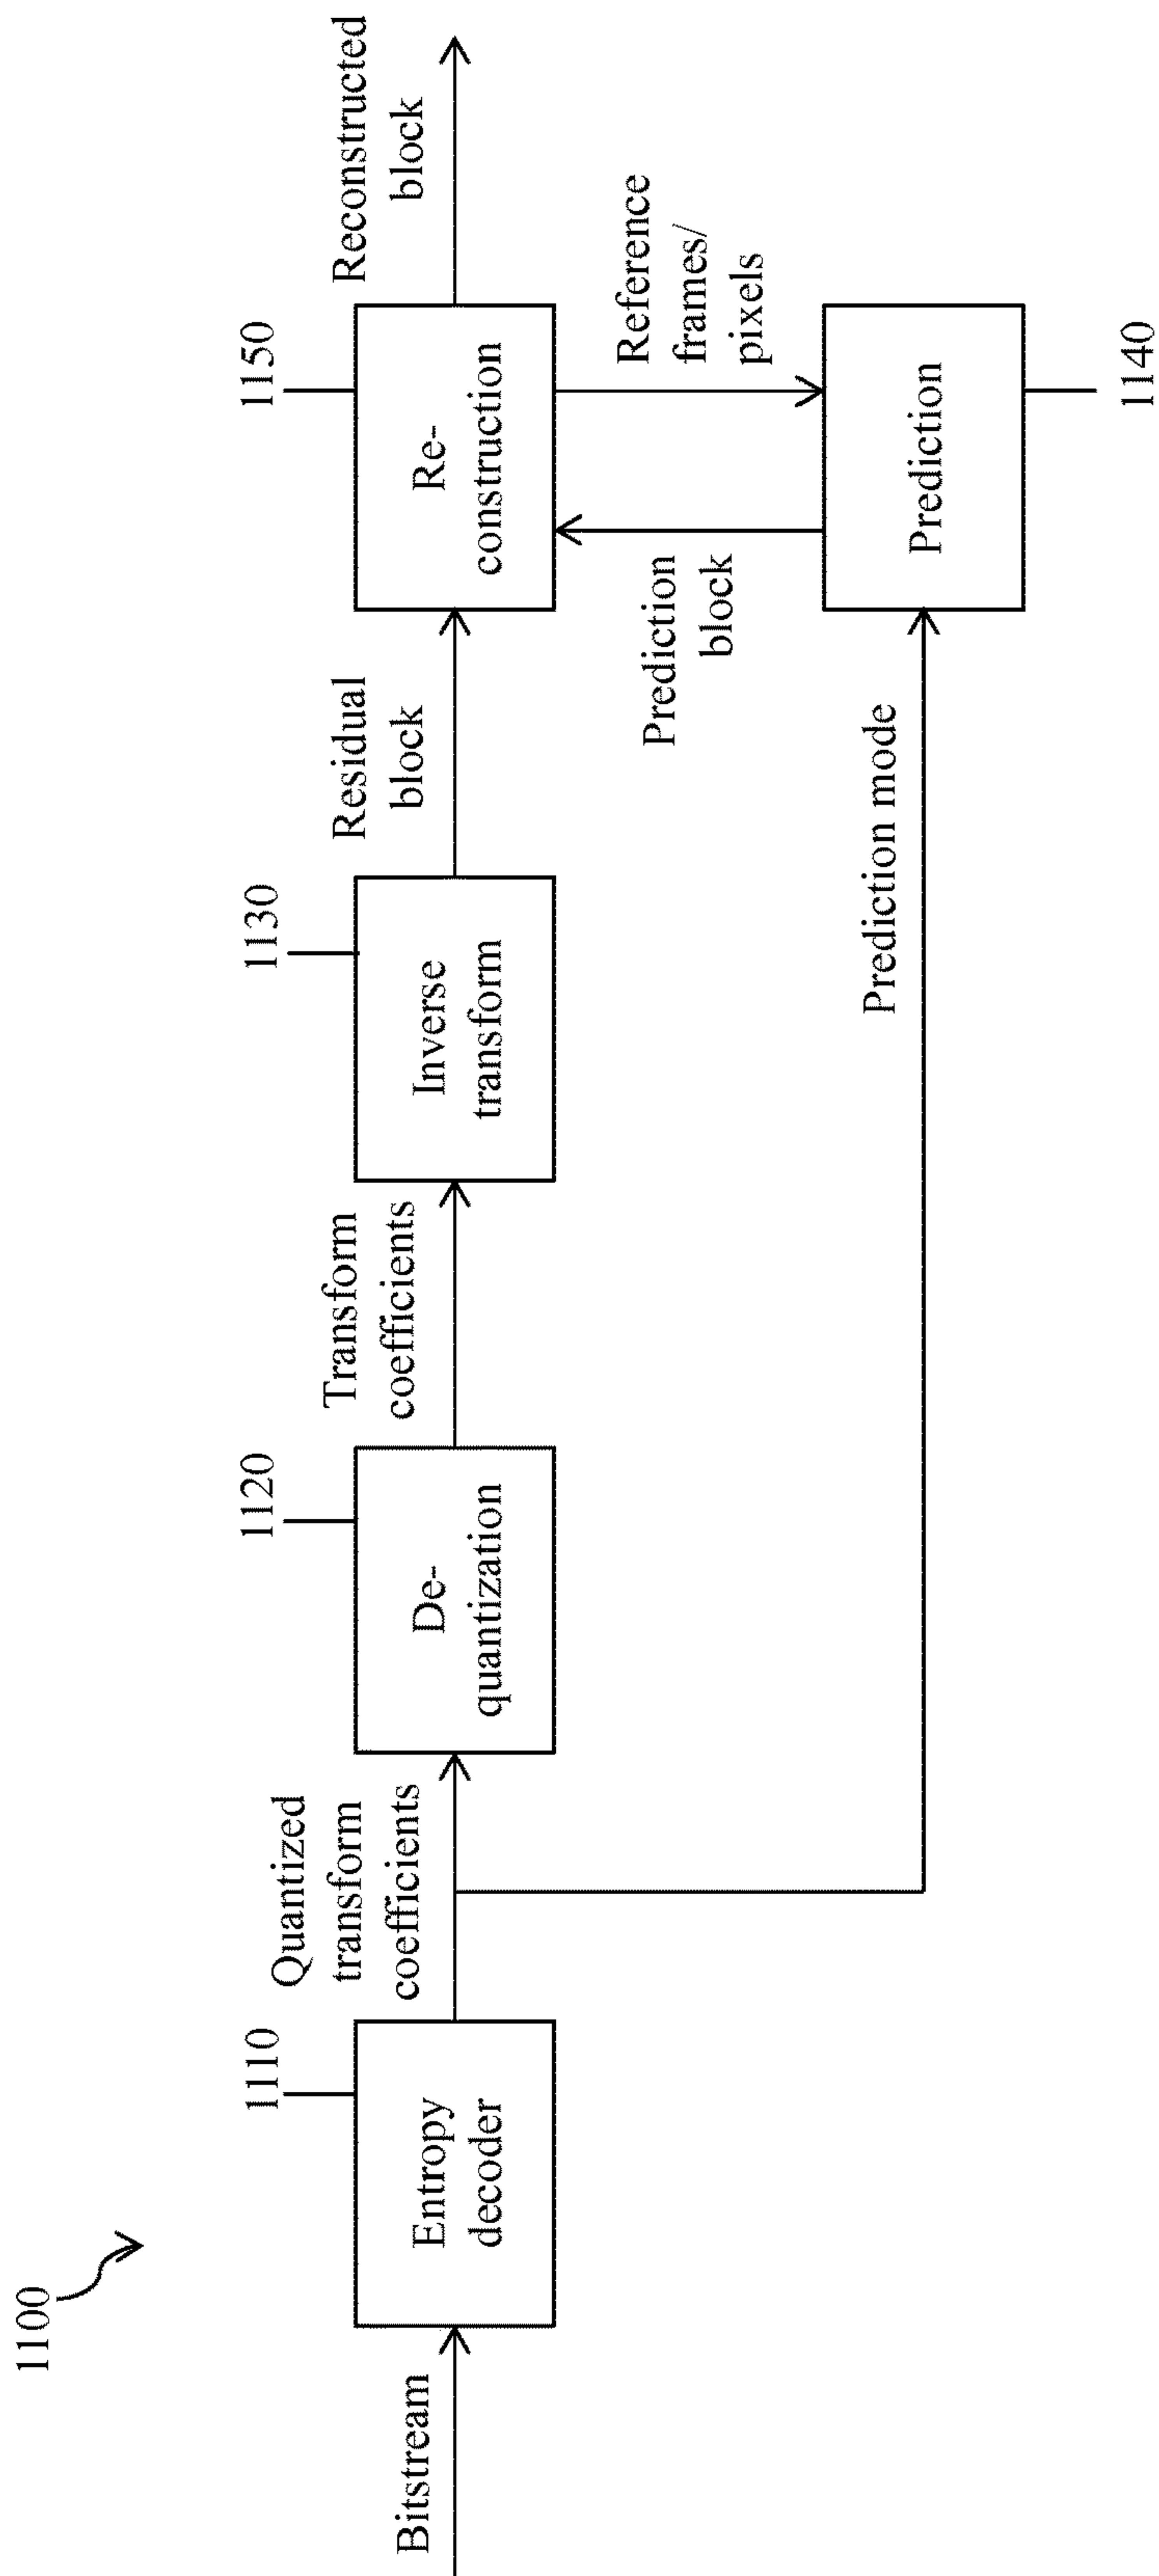 1100
Bitstream
1110
Entropy
decoder
Quantized
transform
coefficients
1120
De-
quantization
Transform
coefficients
1130
Inverse
transform
Residual
block
1150
Re-
construction
Reconstructed
block
Prediction
block
Reference
frames/
pixels
Prediction mode
Prediction
1140